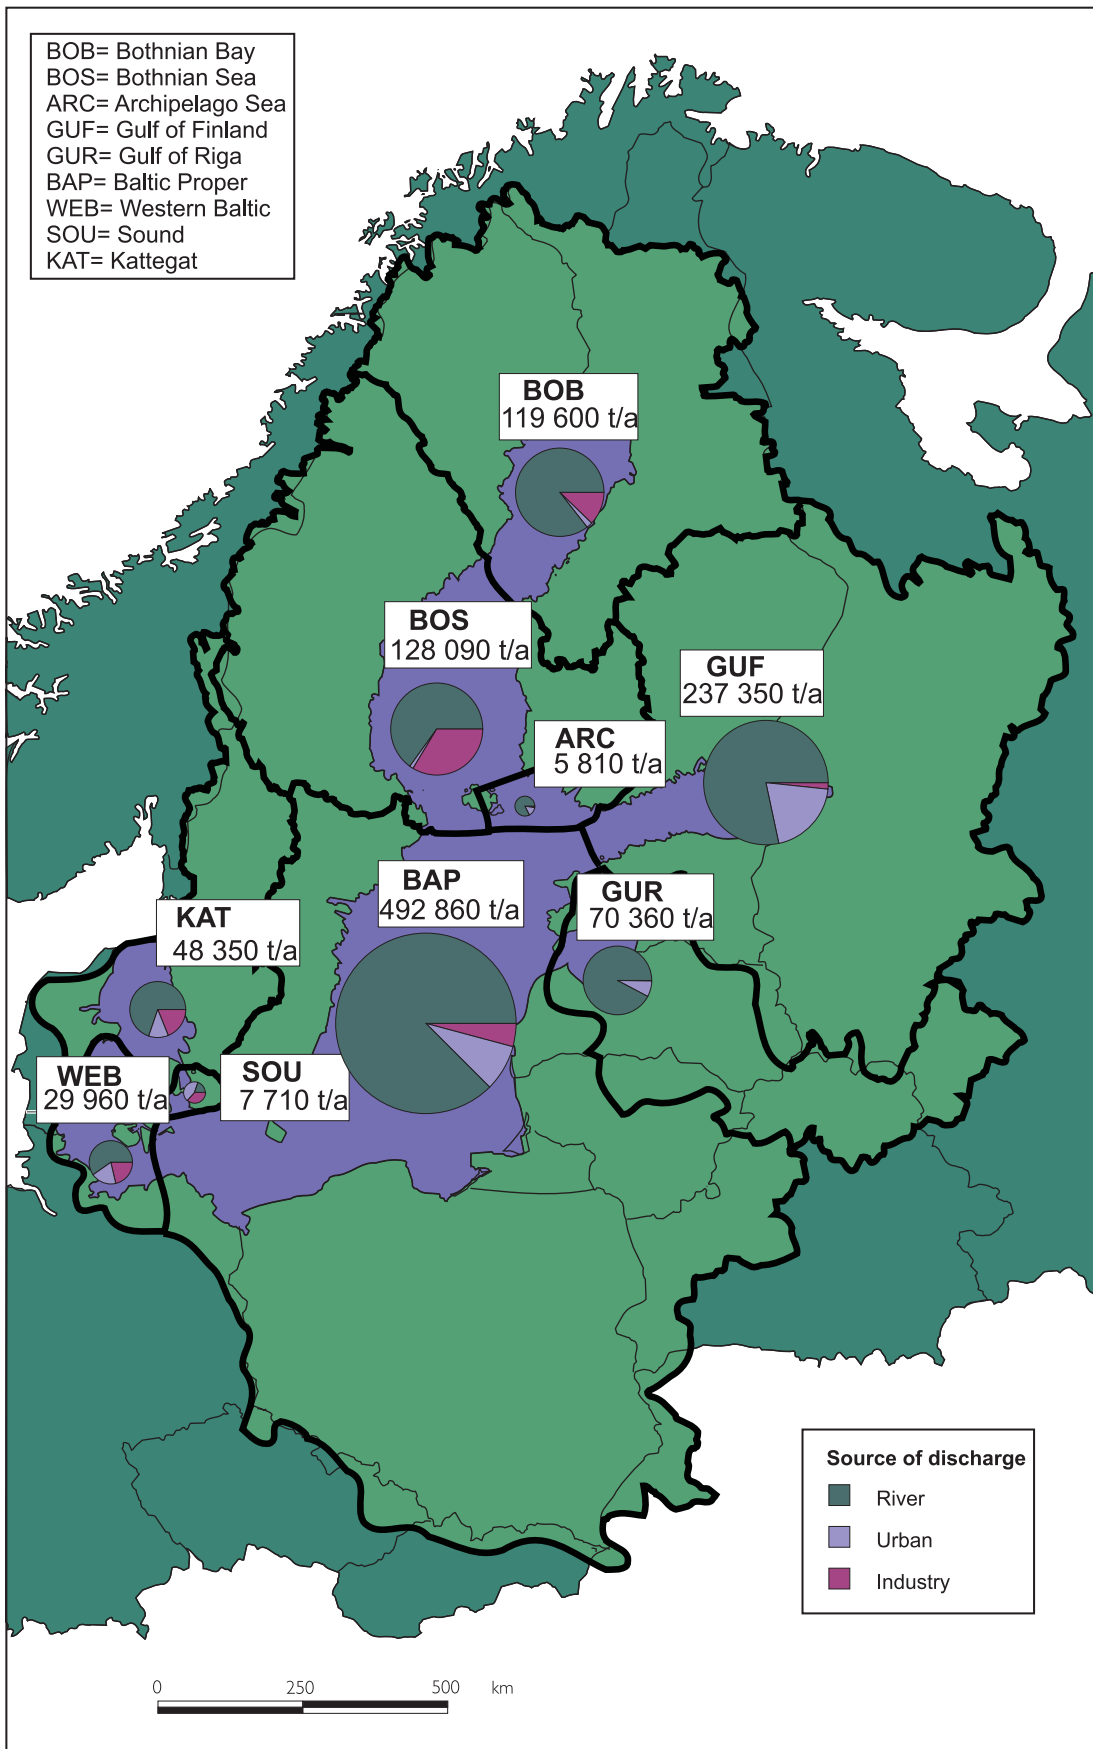 BOB= Bothnian Bay
BOS= Bothnian Sea
ARC= Archipelago Sea
GUF= Gulf of Finland
GUR= Gulf of Riga
BAP= Baltic Proper
WEB= Western Baltic
SOU= Sound
KAT= Kattegat
BOB
119 600 t/a
BOS
128 090 t/a
GUF
237 350 t/a
ARC
5 810 t/a
BAP
492 860 t/a
GUR
70 360 t/a
KAT
48 350 t/a
WEB
29 960 t/a
SOU
7 710 t/a
Source of discharge
River
Urban
Industry
0 250 500 km